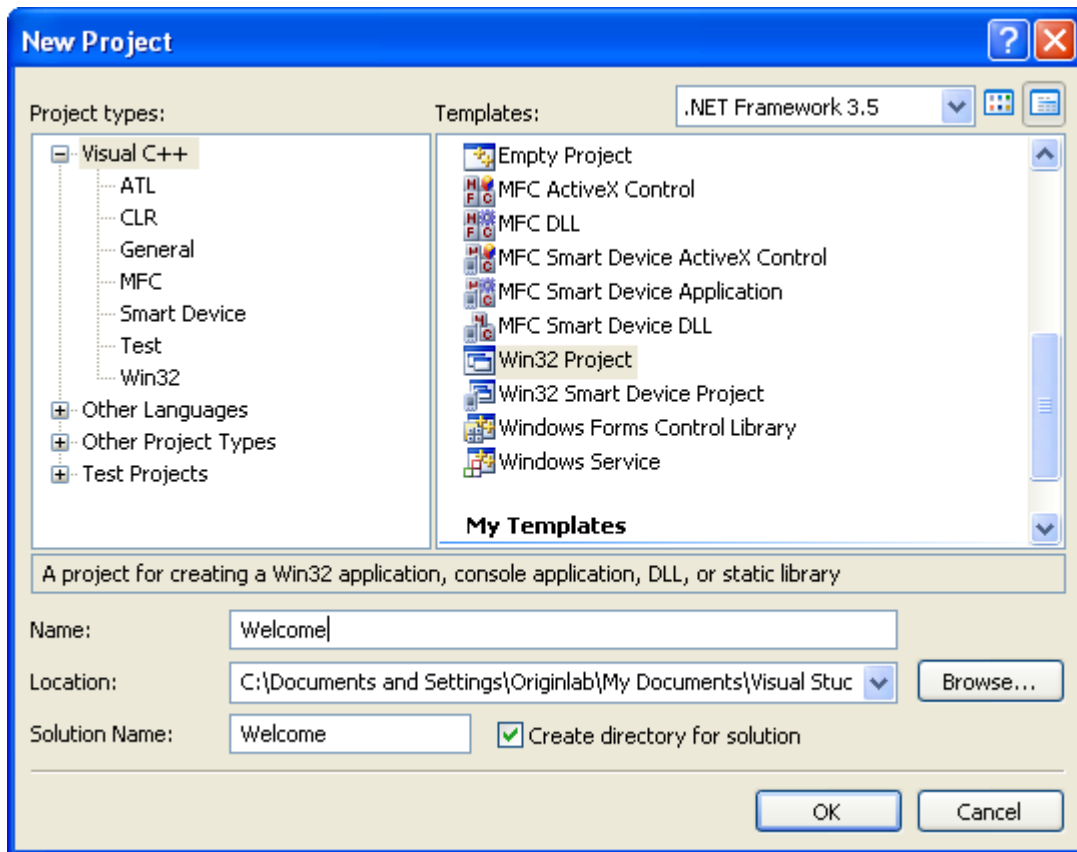 New Project
Project types:
Templates:
.NET Framework 3.5
Visual C++
ATL
CLR
General
MFC
Smart Device
Test
Win32
Other Languages
Other Project Types
Test Projects
Empty Project
MFC ActiveX Control
MFC DLL
MFC Smart Device ActiveX Control
MFC Smart Device Application
MFC Smart Device DLL
Win32 Project
Win32 Smart Device Project
Windows Forms Control Library
Windows Service
My Templates
A project for creating a Win32 application, console application, DLL, or static library
Name:
Welcome
Location:
C:\Documents and Settings\Originlab\My Documents\Visual Stuc
Browse...
Solution Name:
Welcome
Create directory for solution
OK
Cancel